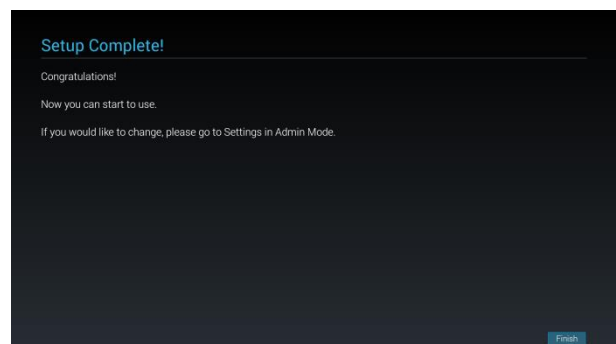 Setup Complete!
Congratulations!
Now you can start to use.
If you would like to change, please go to Settings in Admin Mode.
Finish